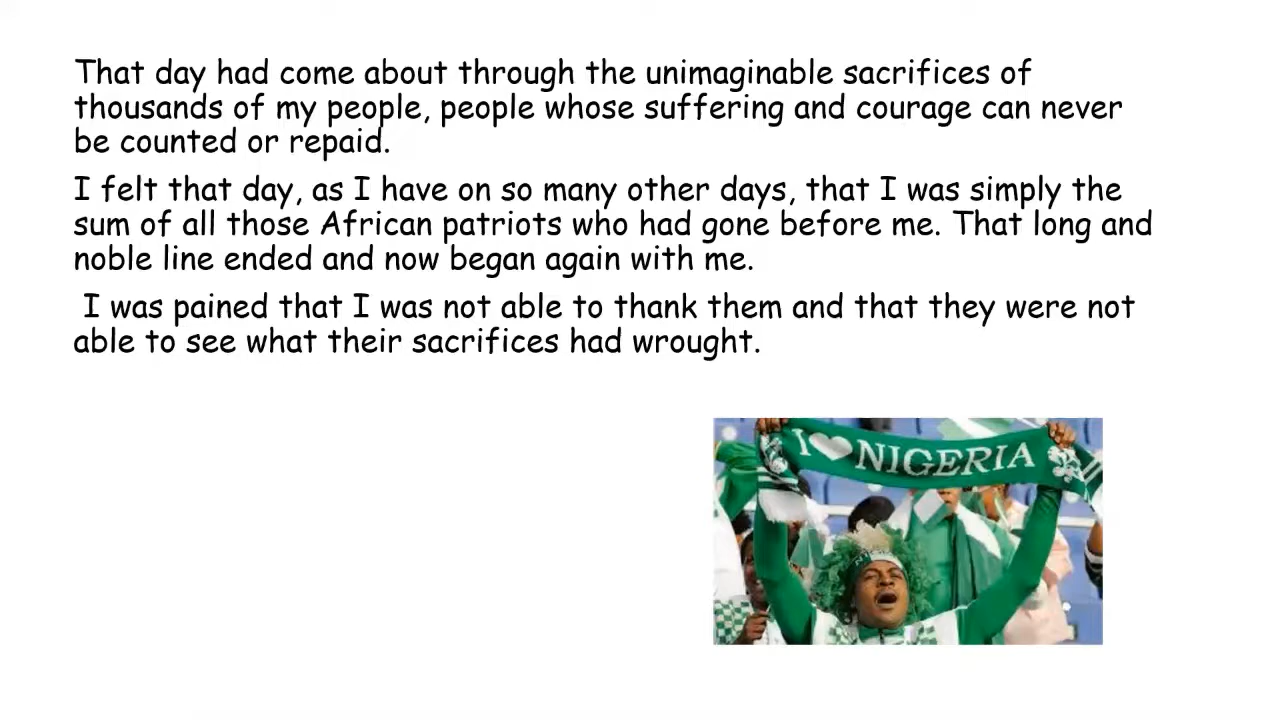 That day had come about through the unimaginable sacrifices of
thousands of my people, people whose suffering and courage can never
be counted or repaid.
I felt that day, as I have on so many other days, that I was simply the
sum of all those African patriots who had gone before me. That long and
noble line ended and now began again with me.
I was pained that I was not able to thank them and that they were not
able to see what their sacrifices had wrought.
I NIGERIA